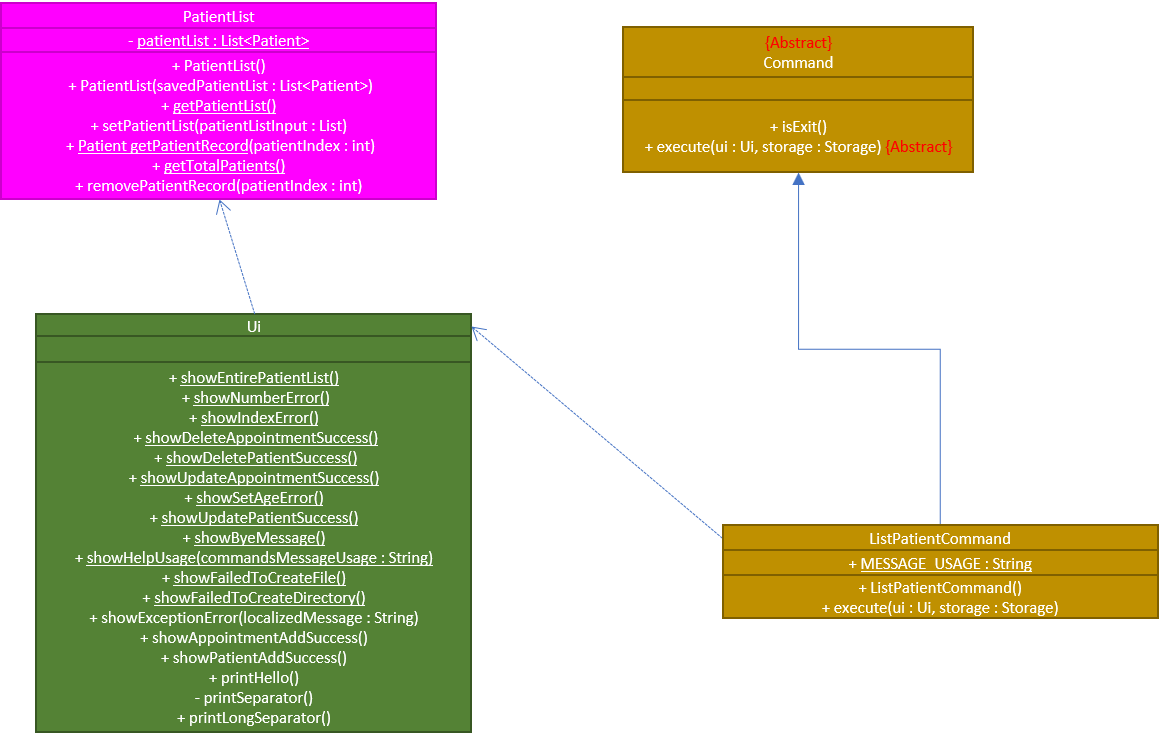 PatientList
- patientList : List<Patient>
+ PatientList()
+ PatientList(savedPatientList : List<Patient>)
+ getPatientList()
+ setPatientList(patientListInput : List)
+ Patient getPatientRecord(patientIndex : int)
+ getTotalPatients()
+ removePatientRecord(patientIndex : int)
{Abstract}
Command
+ isExit()
+ execute(ui : Ui, storage : Storage) {Abstract}
Ui
+ showEntirePatientList()
+ showNumberError()
+ showIndexError()
+ showDeleteAppointmentSuccess()
+ showDeletePatientSuccess()
+ showUpdateAppointmentSuccess()
+ showSetAgeError()
+ showUpdatePatientSuccess()
+ showByeMessage()
+ showHelpUsage(commandsMessageUsage : String)
+ showFailedToCreateFile()
+ showFailedToCreateDirectory()
+ showExceptionError(localizedMessage : String)
+ showAppointmentAddSuccess()
+ showPatientAddSuccess()
+ printHello()
- printSeparator()
+ printLongSeparator()
ListPatientCommand
+ MESSAGE_USAGE : String
+ ListPatientCommand()
+ execute(ui : Ui, storage : Storage)